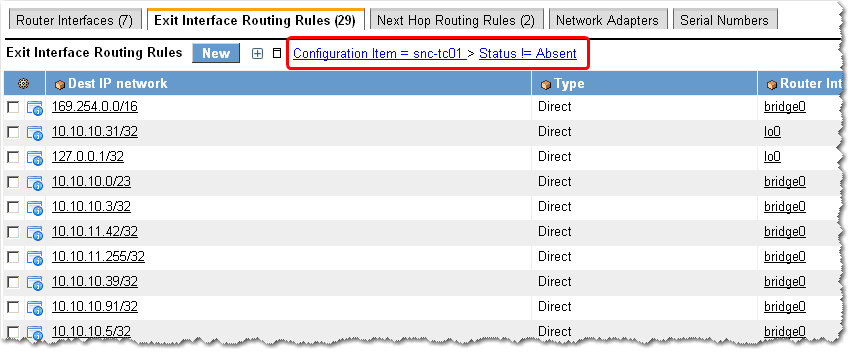 Router Interfaces (7) Exit Interface Routing Rules (29) Next Hop Routing Rules (2) Network Adapters Serial Numbers
Exit Interface Routing Rules New Configuration Item = snc-tc01 > Status != Absent
Dest IP network Type Router Int
169.254.0.0/16 Direct bridge0
10.10.10.31/32 Direct lo0
127.0.0.1/32 Direct lo0
10.10.10.0/23 Direct bridge0
10.10.10.3/32 Direct bridge0
10.10.11.42/32 Direct bridge0
10.10.11.255/32 Direct bridge0
10.10.10.39/32 Direct bridge0
10.10.10.91/32 Direct bridge0
10.10.10.5/32 Direct bridge0